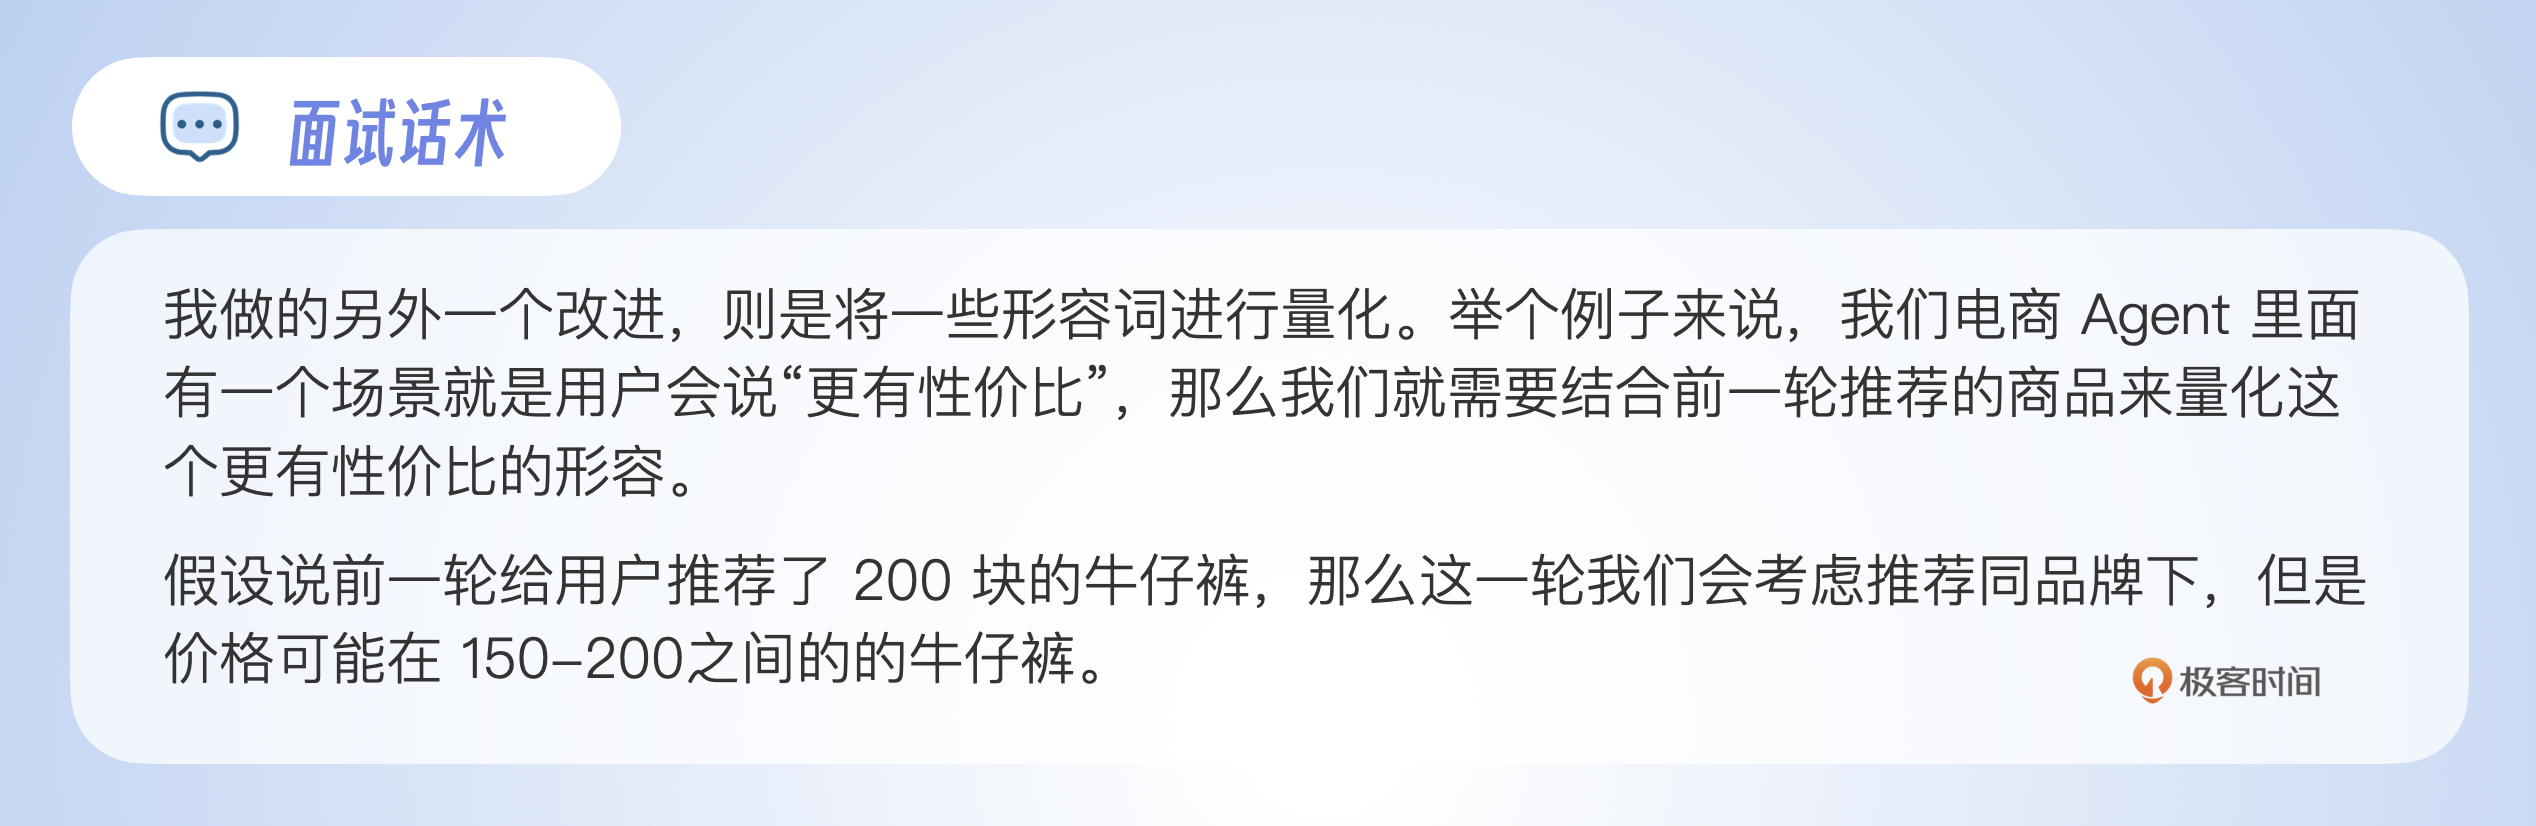 面试话术
我做的另外一个改进，则是将一些形容词进行量化。举个例子来说，我们电商 Agent 里面
有一个场景就是用户会说“更有性价比”，那么我们就需要结合前一轮推荐的商品来量化这
个更有性价比的形容。
假设说前一轮给用户推荐了 200 块的牛仔裤，那么这一轮我们会考虑推荐同品牌下，但是
价格可能在 150-200之间的的牛仔裤。
极客时间